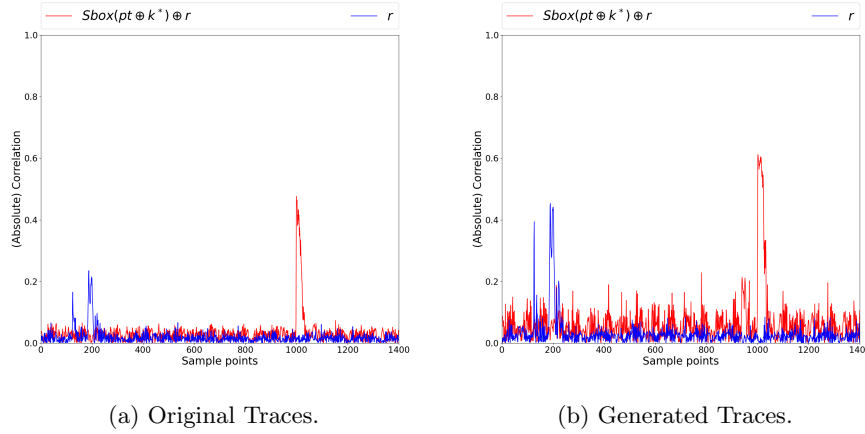 Sbox(pt ⊕ k*) ⊕ r r
1.0
0.8
0.6
0.4
0.2
0.0
(Absolute) Correlation
0 200 400 600 800 1000 1200 1400
Sample points
(a) Original Traces.
Sbox(pt ⊕ k*) ⊕ r r
1.0
0.8
0.6
0.4
0.2
0.0
(Absolute) Correlation
0 200 400 600 800 1000 1200 140
Sample points
(b) Generated Traces.